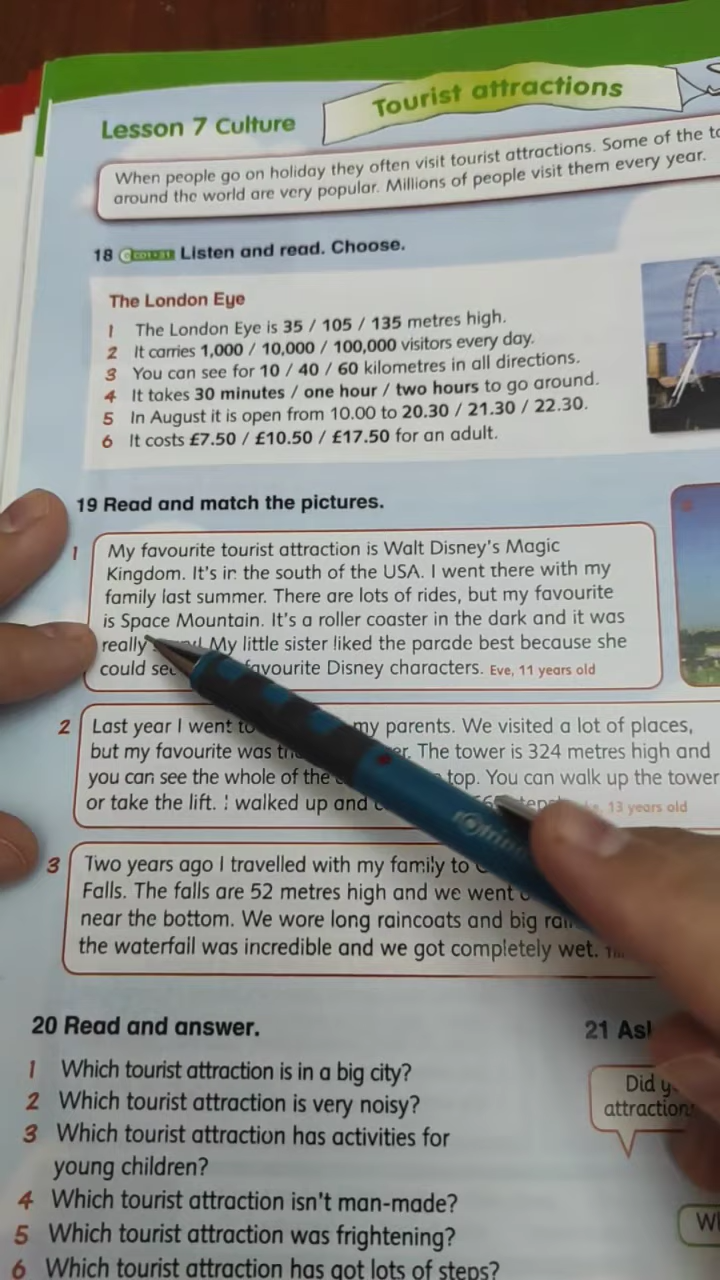 Tourist attractions
Lesson 7 Culture
When people go on holiday they often visit tourist attractions. Some of the
around the world are very popular. Millions of people visit them every year.
18 CD1•31 Listen and read. Choose.
The London Eye
1 The London Eye is 35 / 105 / 135 metres high.
2 It carries 1,000 / 10,000 / 100,000 visitors every day.
3 You can see for 10 / 40 / 60 kilometres in all directions.
4 It takes 30 minutes / one hour / two hours to go around.
5 In August it is open from 10.00 to 20.30 / 21.30 / 22.30.
6 It costs £7.50 / £10.50 / £17.50 for an adult.
19 Read and match the pictures.
1 My favourite tourist attraction is Walt Disney's Magic
Kingdom. It's in the south of the USA. I went there with my
family last summer. There are lots of rides, but my favourite
is Space Mountain. It's a roller coaster in the dark and it was
really My little sister liked the parade best because she
could favourite Disney characters. Eve, 11 years old
2 Last year I went to my parents. We visited a lot of places,
but my favourite was The tower is 324 metres high and
you can see the whole of the top. You can walk up the tower
or take the lift. I walked up and 13 years old
3 Two years ago I travelled with my family to
Falls. The falls are 52 metres high and we went
near the bottom. We wore long raincoats and big
the waterfall was incredible and we got completely wet.
20 Read and answer.
1 Which tourist attraction is in a big city?
2 Which tourist attraction is very noisy?
3 Which tourist attraction has activities for
young children?
4 Which tourist attraction isn't man-made?
5 Which tourist attraction was frightening?
6 Which tourist attraction has got lots of steps?
21
Did
rotring